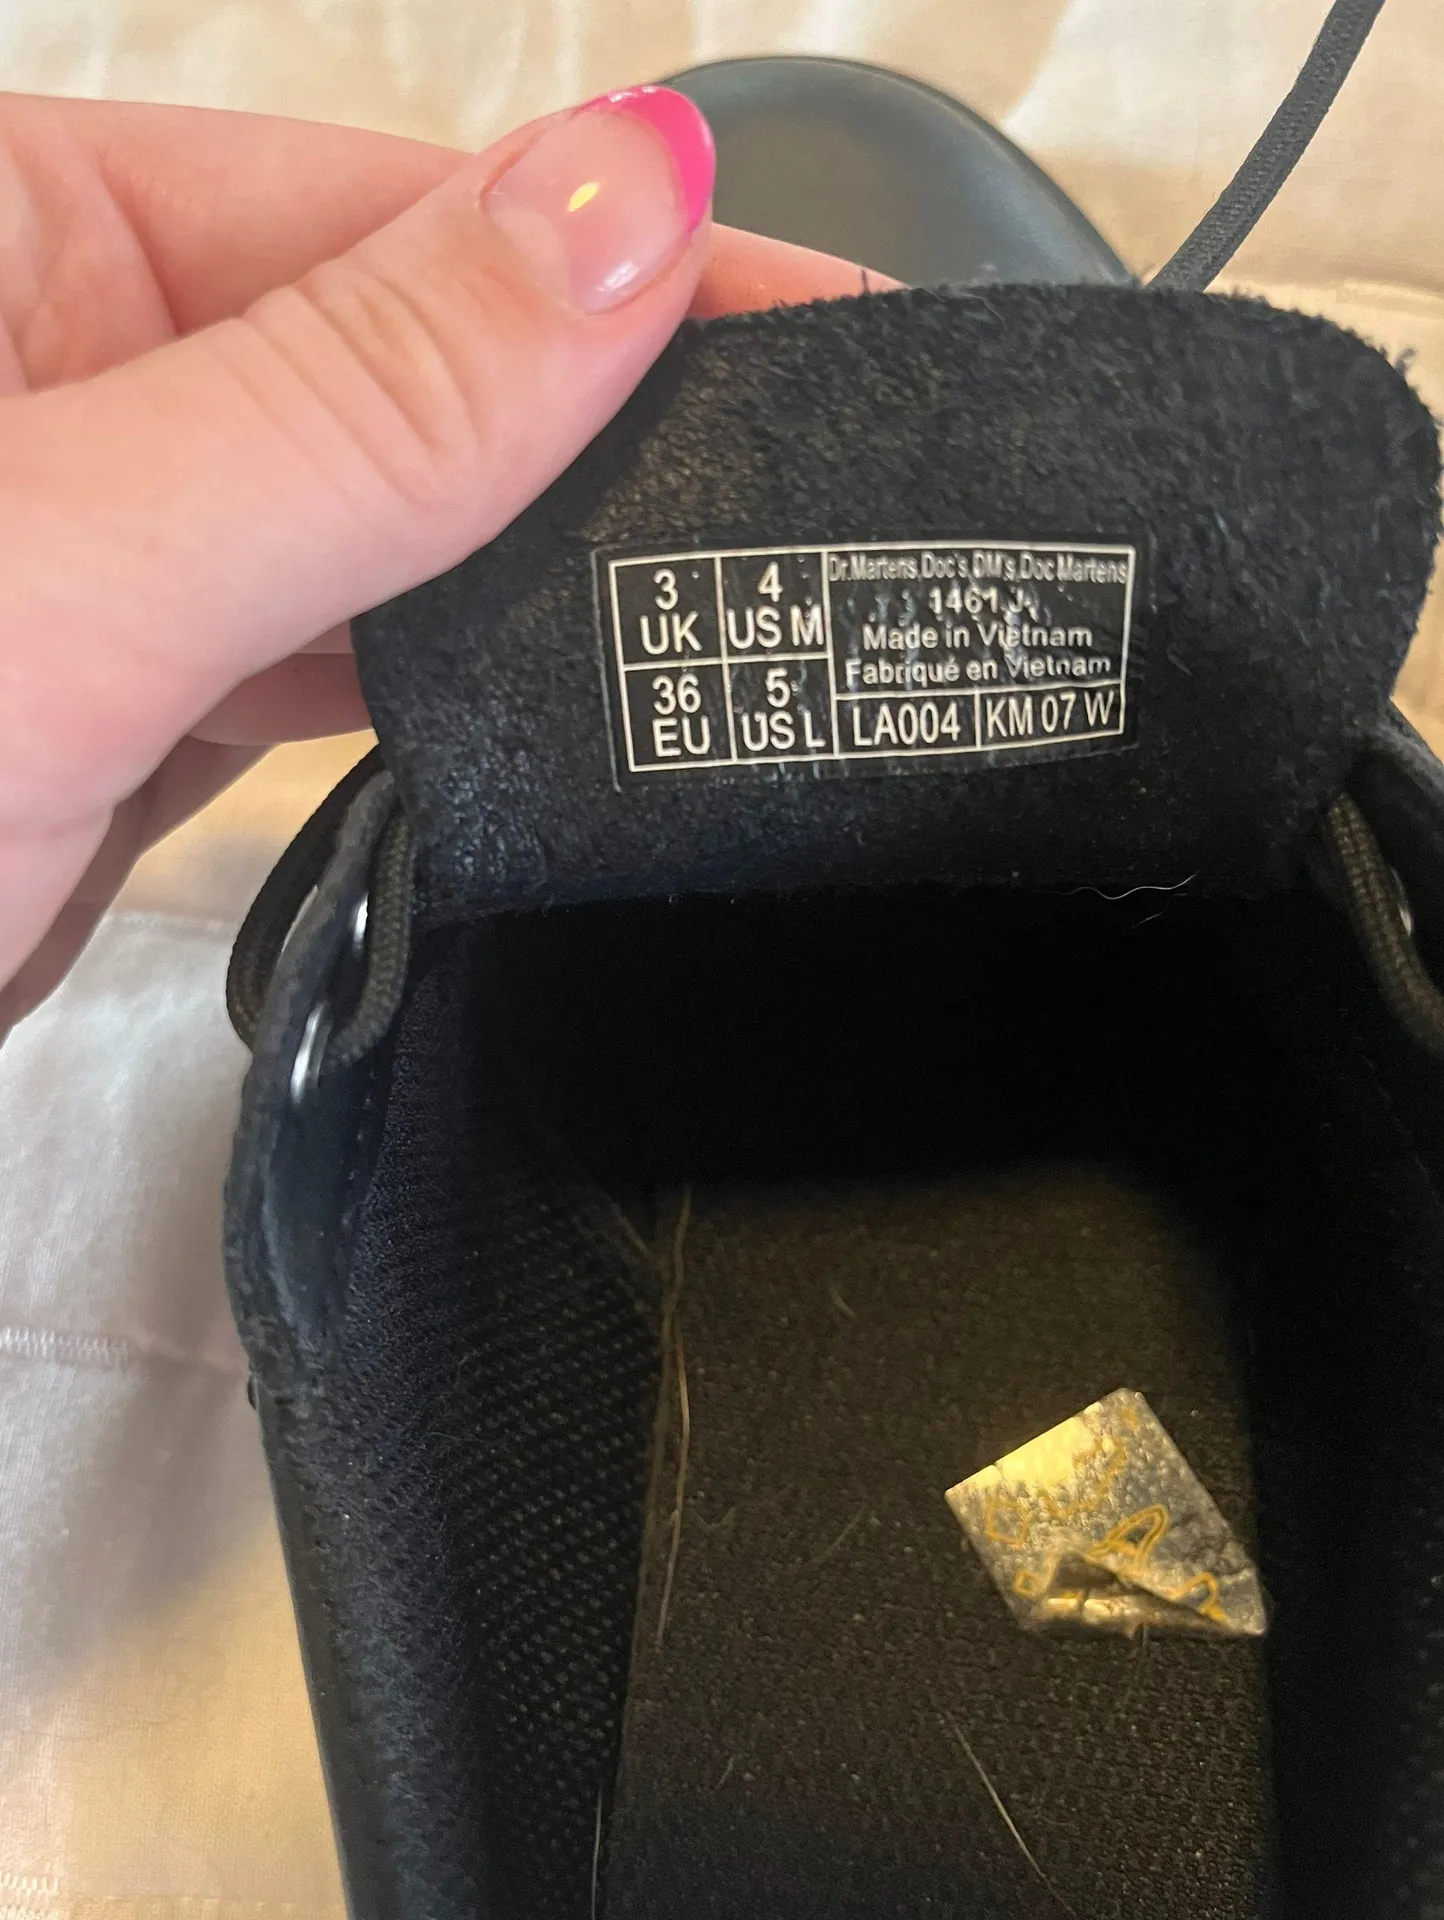 3
UK
4
US M
36
EU
5
US L
Dr.Martens,Doc's,DM's,Doc Martens
1461 J
Made in Vietnam
Fabriqué en Vietnam
LA004
KM 07 W